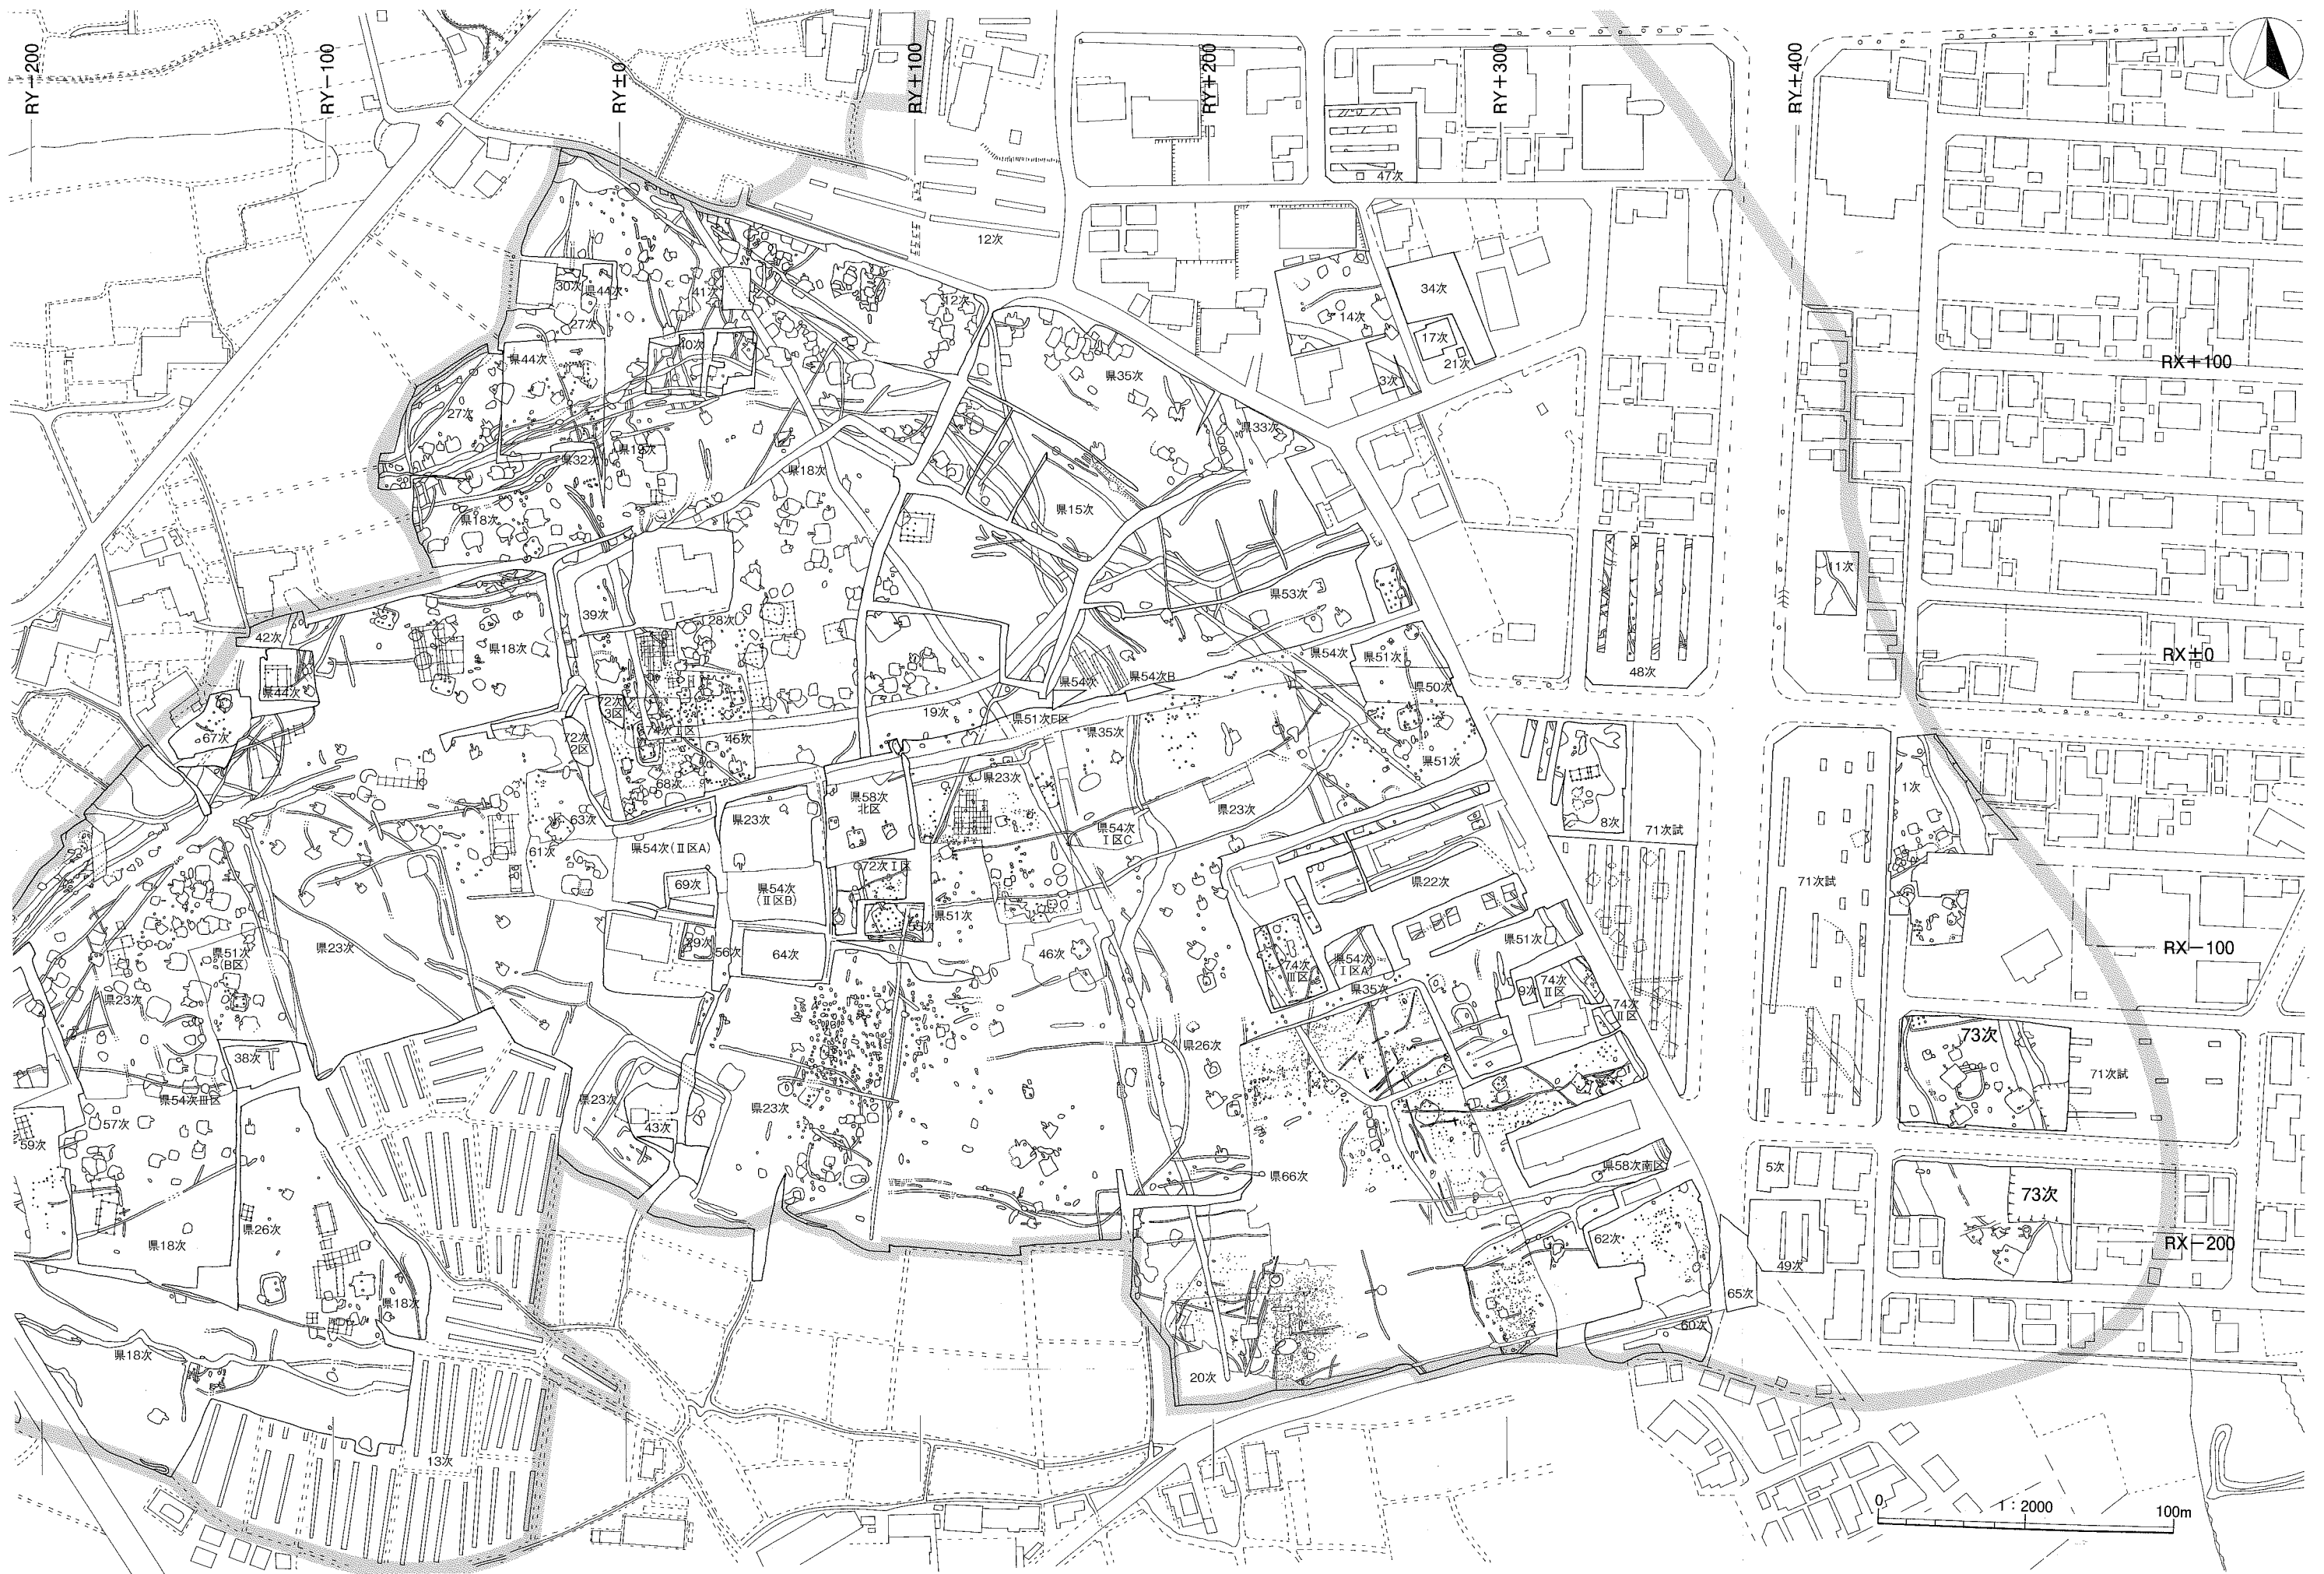 RY−200
RY−100
RY±0
RY+100
RY+200
RY+300
RY+400
47次
12次
30次
県44次
41次
12次
34次
14次
27次
17次
県44次
40次
21次
RX+100
県35次
3次
27次
県33次
県19次
県32次
県18次
県18次
県15次
11次
県53次
39次
28次
42次
県18次
県54次
県51次
RX±0
48次
県44次
県54次
県54次B
県50次
72次
3区
19次
県51次F区
67次
74次Ⅰ区
45次
72次
2区
県35次
県51次
県23次
68次
1次
県58次
北区
県23次
63次
県23次
県54次
Ⅰ区C
8次
71次試
61次
県54次(Ⅱ区A)
72次Ⅰ区
69次
県54次
(Ⅱ区B)
県22次
71次試
県51次
55次
29次
56次
県51次
県23次
64次
46次
県51次
(B区)
74次
Ⅲ区
県54次
(Ⅰ区A)
RX−100
県35次
9次
74次
Ⅱ区
県23次
74次
Ⅱ区
73次
県26次
38次
71次試
県54次Ⅲ区
県23次
県23次
57次
43次
59次
県58次南区
5次
県66次
73次
県26次
県18次
62次
RX−200
49次
65次
県18次
60次
県18次
20次
13次
0
1：2000
100m